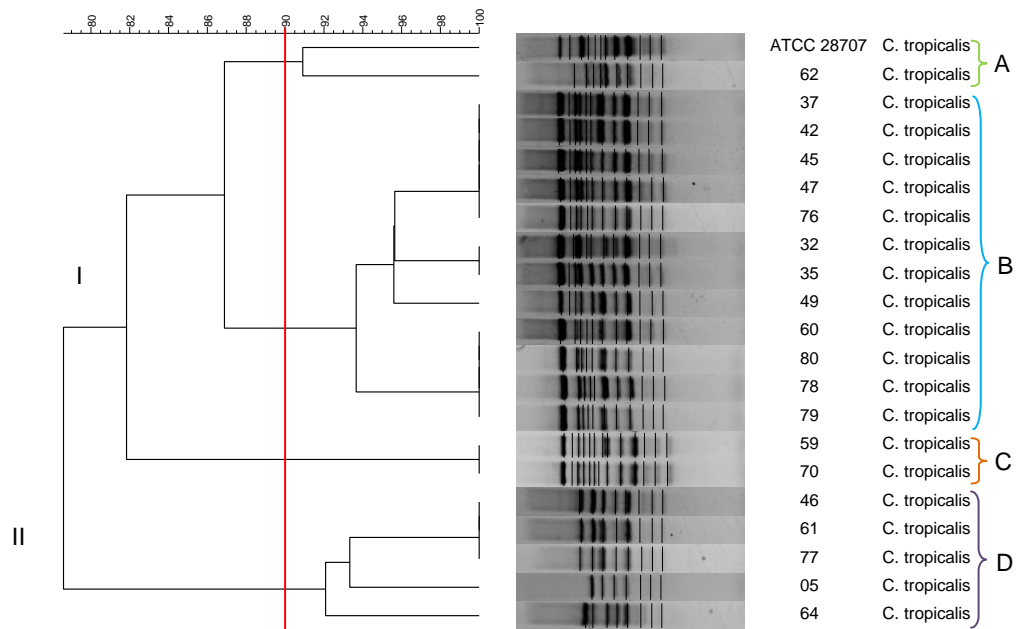 80 82 84 86 88 90 92 94 96 98 100
ATCC 28707 C. tropicalis
62 C. tropicalis
A
37 C. tropicalis
42 C. tropicalis
45 C. tropicalis
47 C. tropicalis
76 C. tropicalis
32 C. tropicalis
I
B
35 C. tropicalis
49 C. tropicalis
60 C. tropicalis
80 C. tropicalis
78 C. tropicalis
79 C. tropicalis
59 C. tropicalis
C
70 C. tropicalis
46 C. tropicalis
II
61 C. tropicalis
77 C. tropicalis
D
05 C. tropicalis
64 C. tropicalis